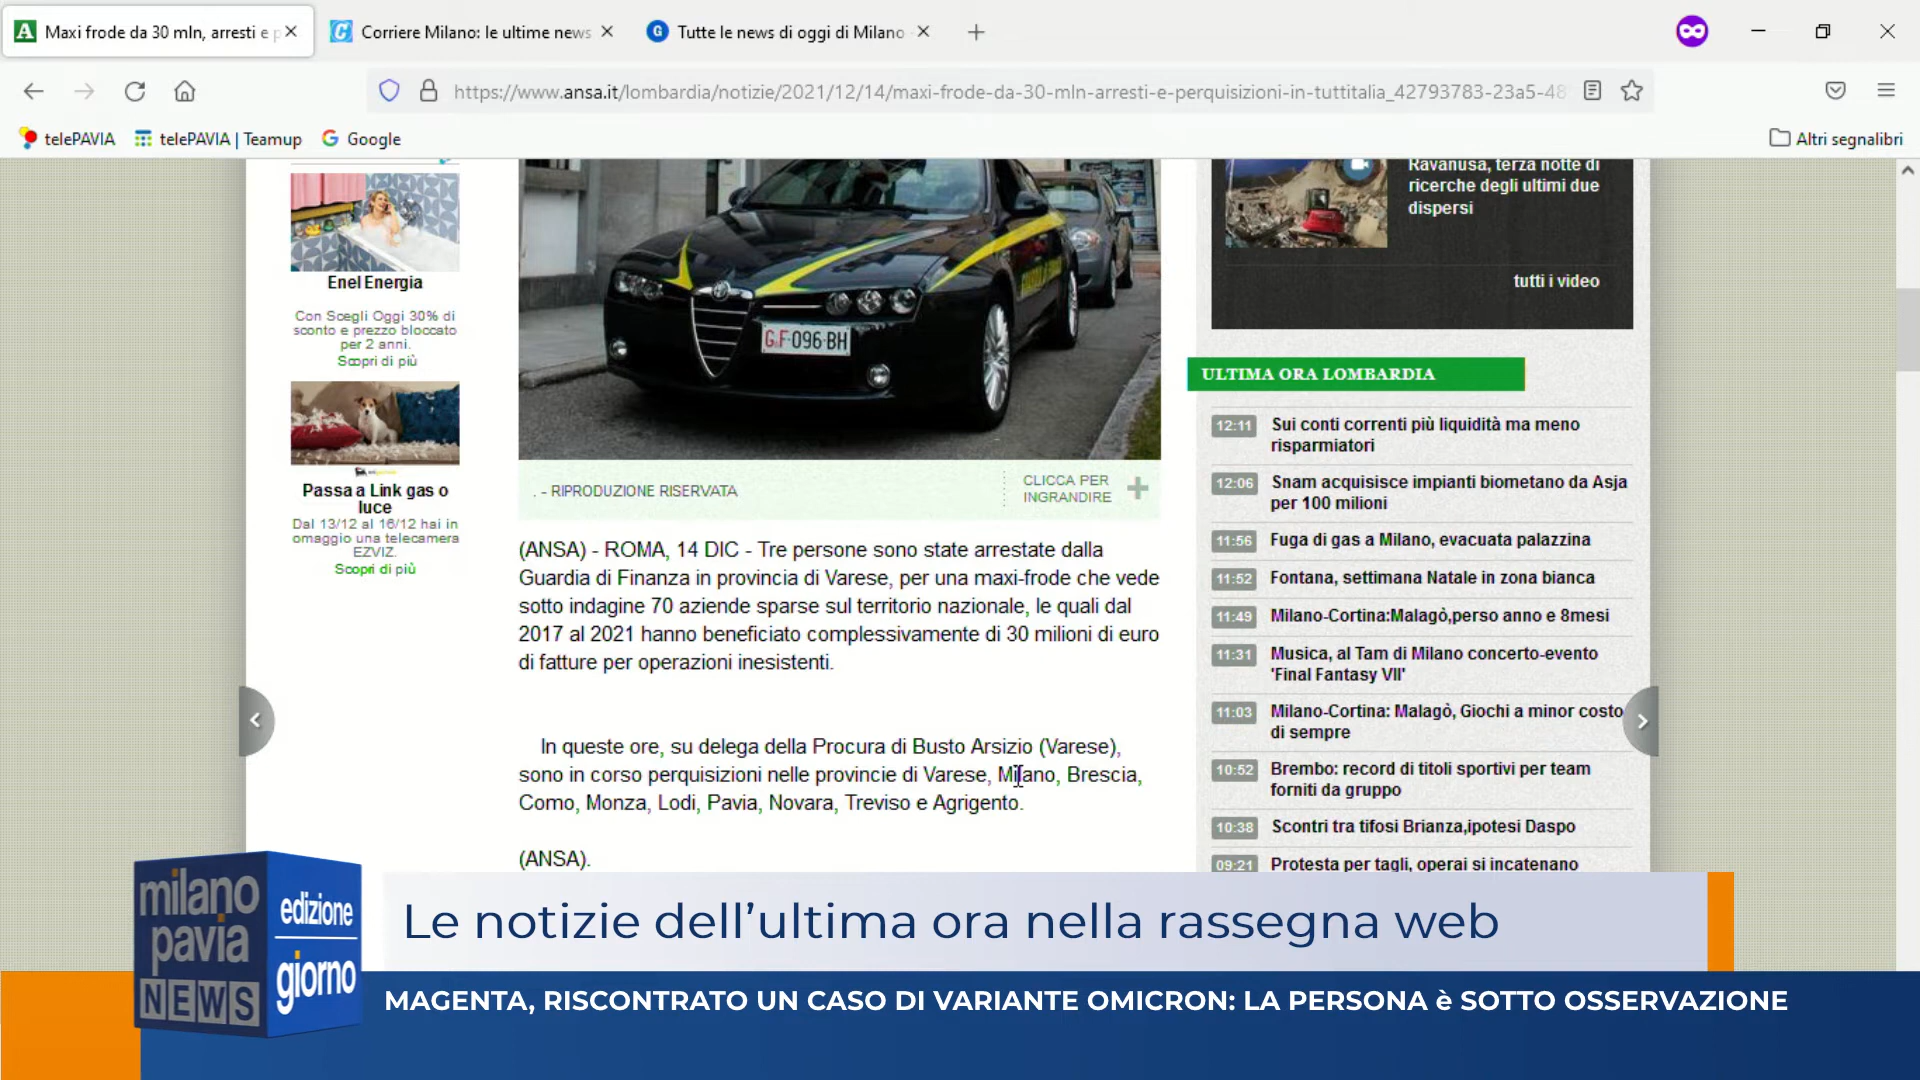 Maxi frode da 30 mln, arresti e p
Corriere Milano: le ultime news
Tutte le news di oggi di Milano
https://www.ansa.it/lombardia/notizie/2021/12/14/maxi-frode-da-30-mln-arresti-e-perquisizioni-in-tuttitalia_42793783-23a5-48
telePAVIA
telePAVIA | Teamup
Google
Altri segnalibri
Enel Energia
Con Scegli Oggi 30% di
sconto e prezzo bloccato
per 2 anni.
Scopri di più
Passa a Link gas o
luce
Dal 13/12 al 16/12 hai in
omaggio una telecamera
EZVIZ.
Scopri di più
G.F-096 BH
. - RIPRODUZIONE RISERVATA
CLICCA PER
INGRANDIRE
(ANSA) - ROMA, 14 DIC - Tre persone sono state arrestate dalla
Guardia di Finanza in provincia di Varese, per una maxi-frode che vede
sotto indagine 70 aziende sparse sul territorio nazionale, le quali dal
2017 al 2021 hanno beneficiato complessivamente di 30 milioni di euro
di fatture per operazioni inesistenti.
In queste ore, su delega della Procura di Busto Arsizio (Varese),
sono in corso perquisizioni nelle provincie di Varese, Milano, Brescia,
Como, Monza, Lodi, Pavia, Novara, Treviso e Agrigento.
(ANSA).
Ravanusa, terza notte di
ricerche degli ultimi due
dispersi
tutti i video
ULTIMA ORA LOMBARDIA
12:11 Sui conti correnti più liquidità ma meno
risparmiatori
12:06 Snam acquisisce impianti biometano da Asja
per 100 milioni
11:56 Fuga di gas a Milano, evacuata palazzina
11:52 Fontana, settimana Natale in zona bianca
11:49 Milano-Cortina:Malagò,perso anno e 8mesi
11:31 Musica, al Tam di Milano concerto-evento
'Final Fantasy VII'
11:03 Milano-Cortina: Malagò, Giochi a minor costo
di sempre
10:52 Brembo: record di titoli sportivi per team
forniti da gruppo
10:38 Scontri tra tifosi Brianza,ipotesi Daspo
09:21 Protesta per tagli, operai si incatenano
milano
pavia
NEWS
edizione
giorno
Le notizie dell'ultima ora nella rassegna web
MAGENTA, RISCONTRATO UN CASO DI VARIANTE OMICRON: LA PERSONA è SOTTO OSSERVAZIONE